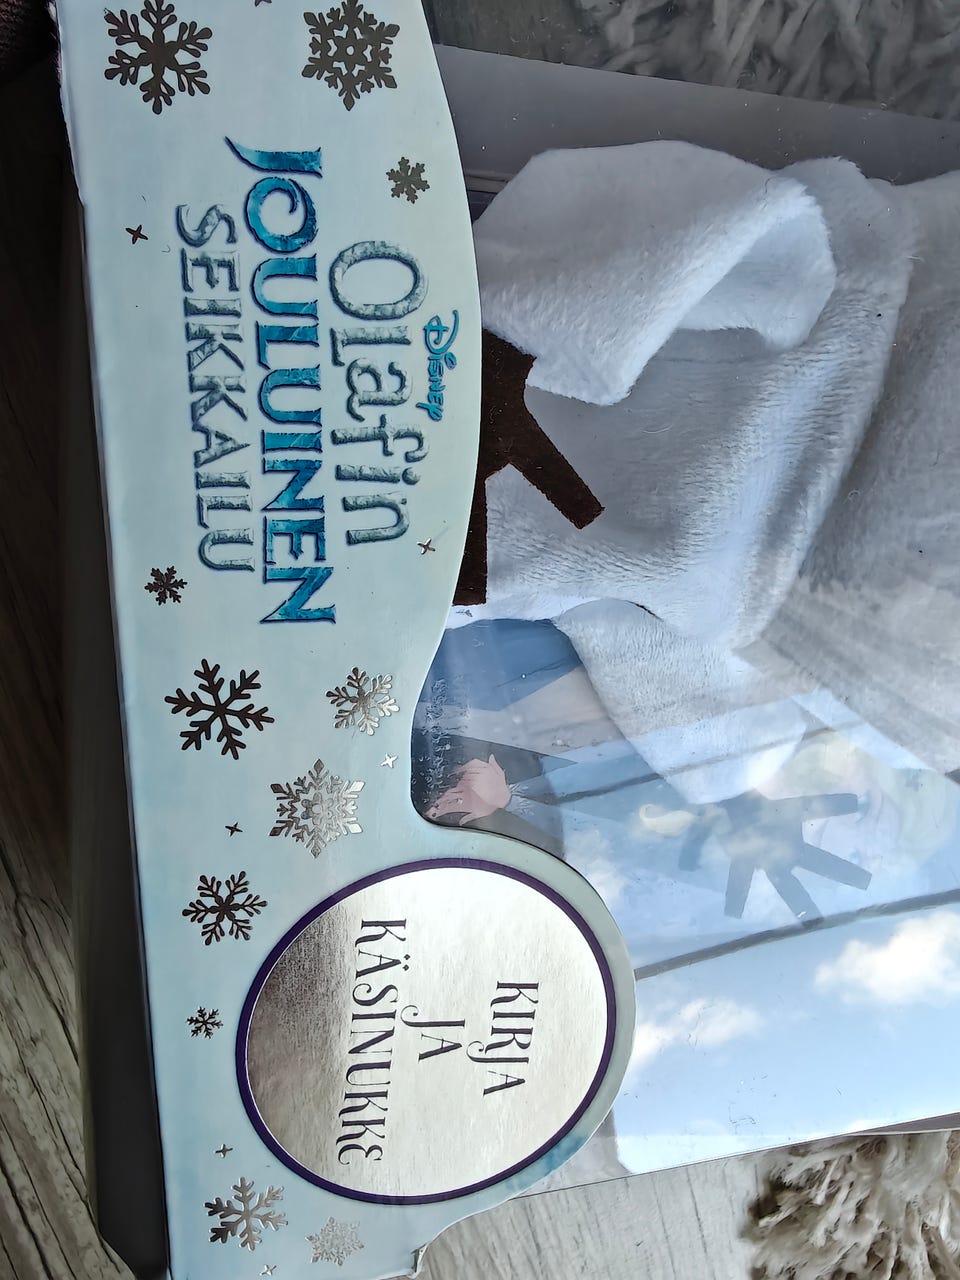 Disney
Olafin
JOULUINEN
SEIKKAILU
KIRJA
JA
KÄSINUKKE